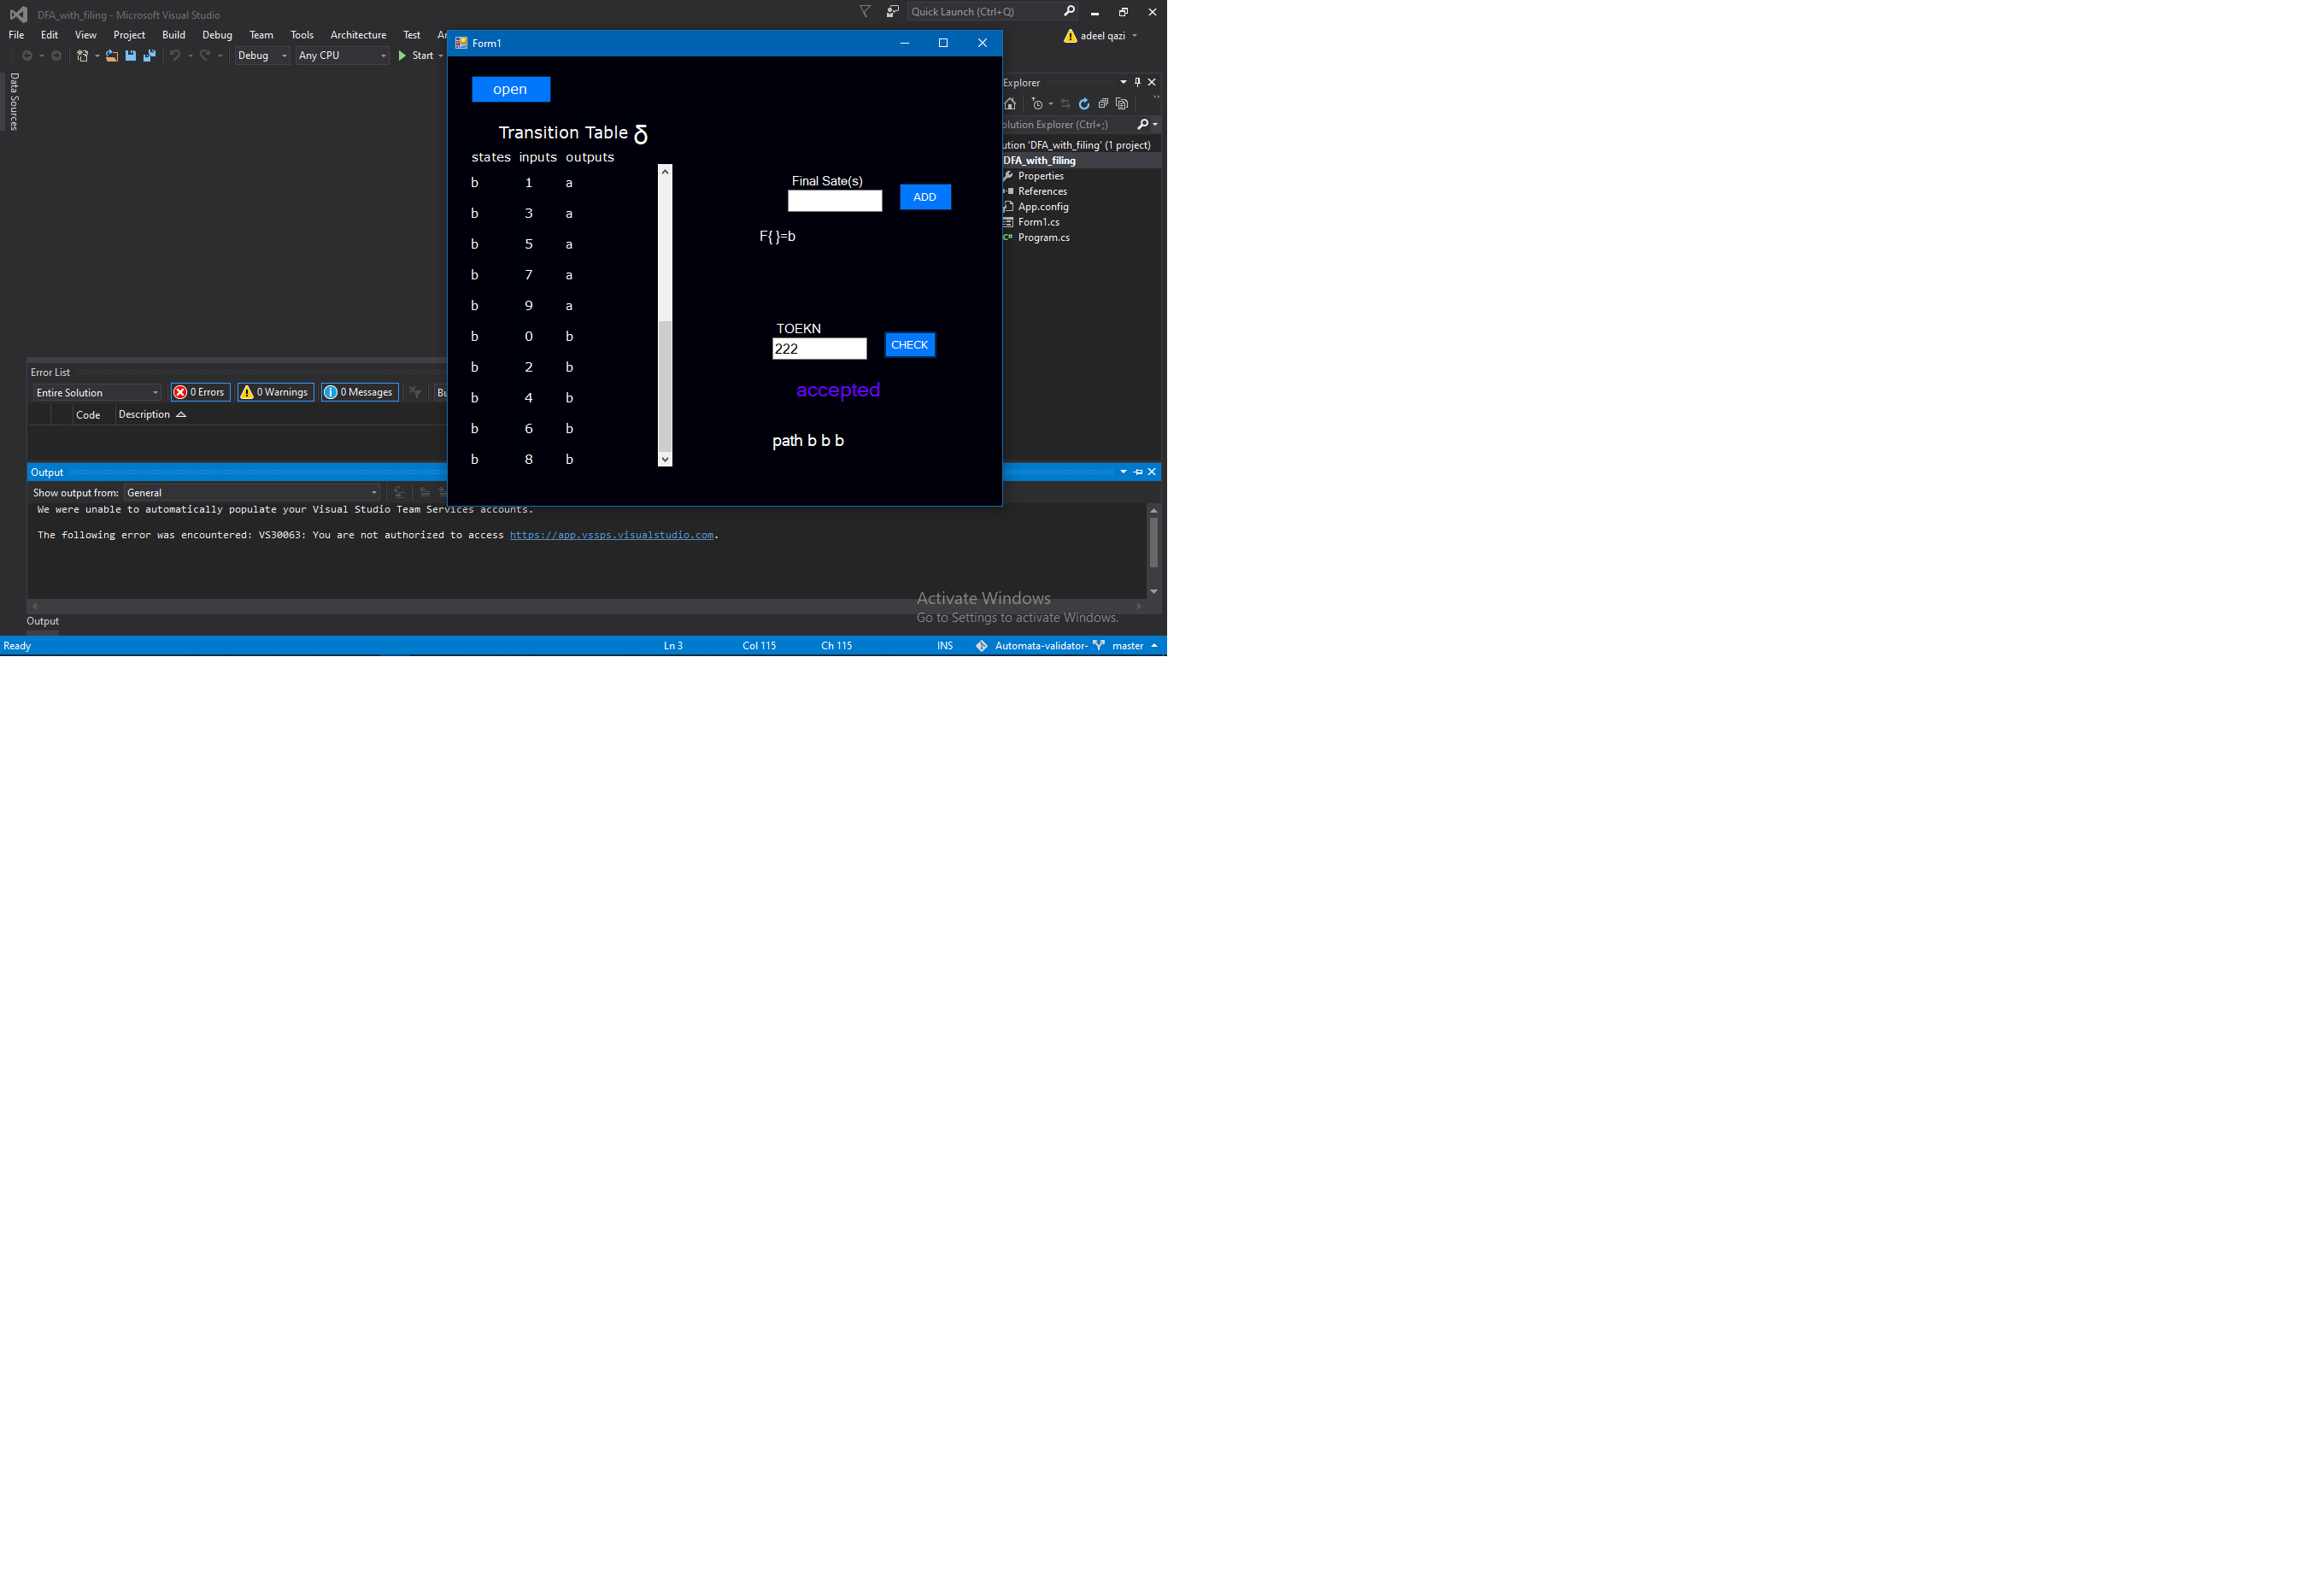 DFA_with_filing - Microsoft Visual Studio
Quick Launch (Ctrl+Q)
File Edit View Project Build Debug Team Tools Architecture Test
adeel qazi
Debug Any CPU Start
Data Sources
Form1
open
Transition Table δ
states inputs outputs
b 1 a
b 3 a
b 5 a
b 7 a
b 9 a
b 0 b
b 2 b
b 4 b
b 6 b
b 8 b
Final Sate(s)
ADD
F{ }=b
TOEKN
222
CHECK
accepted
path b b b
Explorer
olution Explorer (Ctrl+;)
ution 'DFA_with_filing' (1 project)
DFA_with_filing
Properties
References
App.config
Form1.cs
C# Program.cs
Error List
Entire Solution 0 Errors 0 Warnings 0 Messages Bu
Code Description
Output
Show output from: General
We were unable to automatically populate your Visual Studio Team Services accounts.
The following error was encountered: VS30063: You are not authorized to access https://app.vssps.visualstudio.com.
Activate Windows
Go to Settings to activate Windows.
Output
Ready Ln 3 Col 115 Ch 115 INS Automata-validator- master